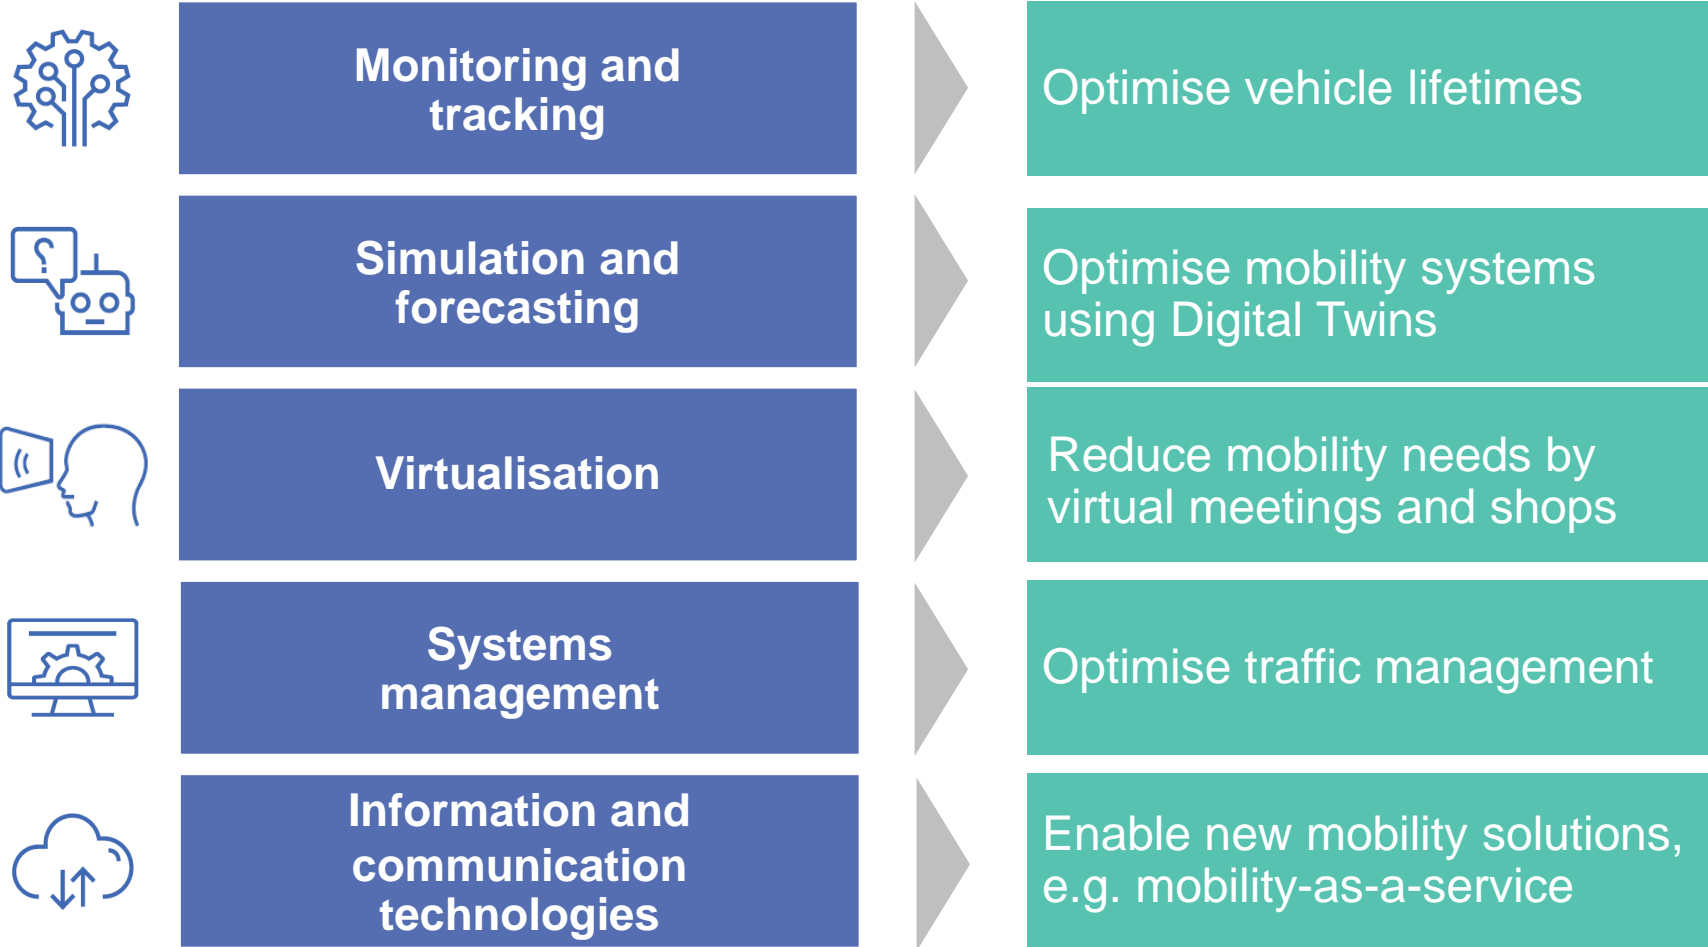 Monitoring and
tracking
Optimise vehicle lifetimes
Simulation and
forecasting
Optimise mobility systems
using Digital Twins
Virtualisation
Reduce mobility needs by
virtual meetings and shops
Systems
management
Optimise traffic management
Information and
communication
technologies
Enable new mobility solutions,
e.g. mobility-as-a-service